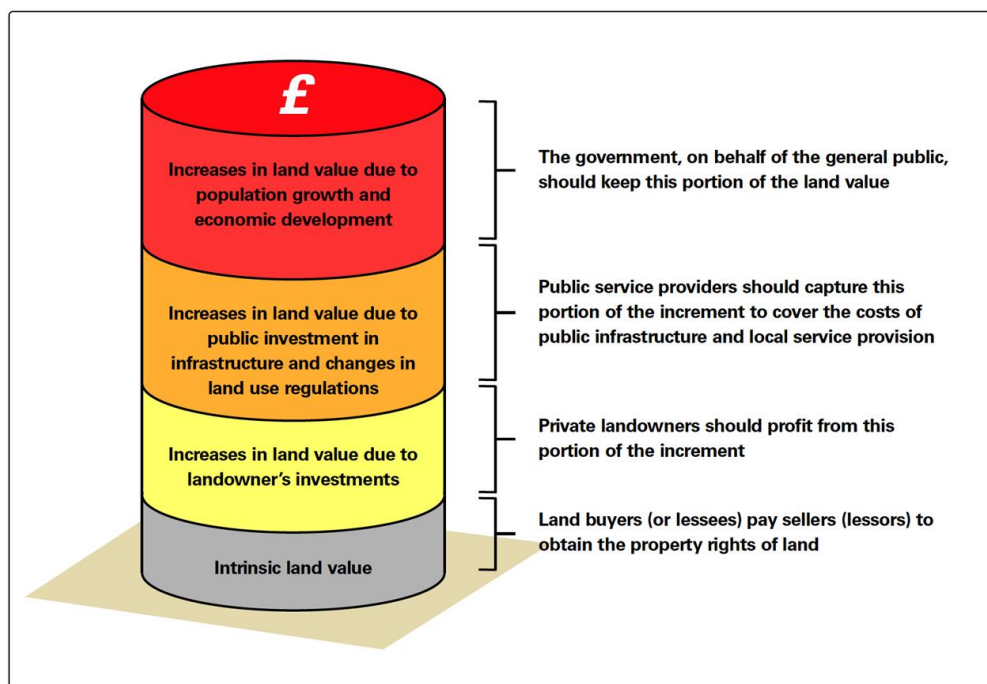 £
Increases in land value due to
population growth and
economic development
The government, on behalf of the general public,
should keep this portion of the land value
Increases in land value due to
public investment in
infrastructure and changes in
land use regulations
Public service providers should capture this
portion of the increment to cover the costs of
public infrastructure and local service provision
Increases in land value due to
landowner’s investments
Private landowners should profit from this
portion of the increment
Intrinsic land value
Land buyers (or lessees) pay sellers (lessors) to
obtain the property rights of land